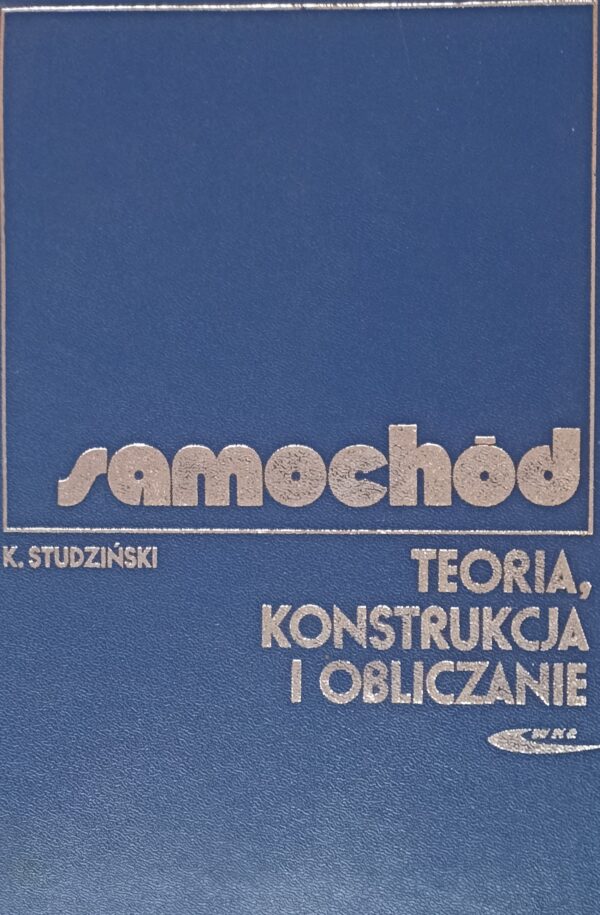 samochód
K. STUDZIŃSKI
TEORIA,
KONSTRUKCJA
I OBLICZANIE
WKŁ